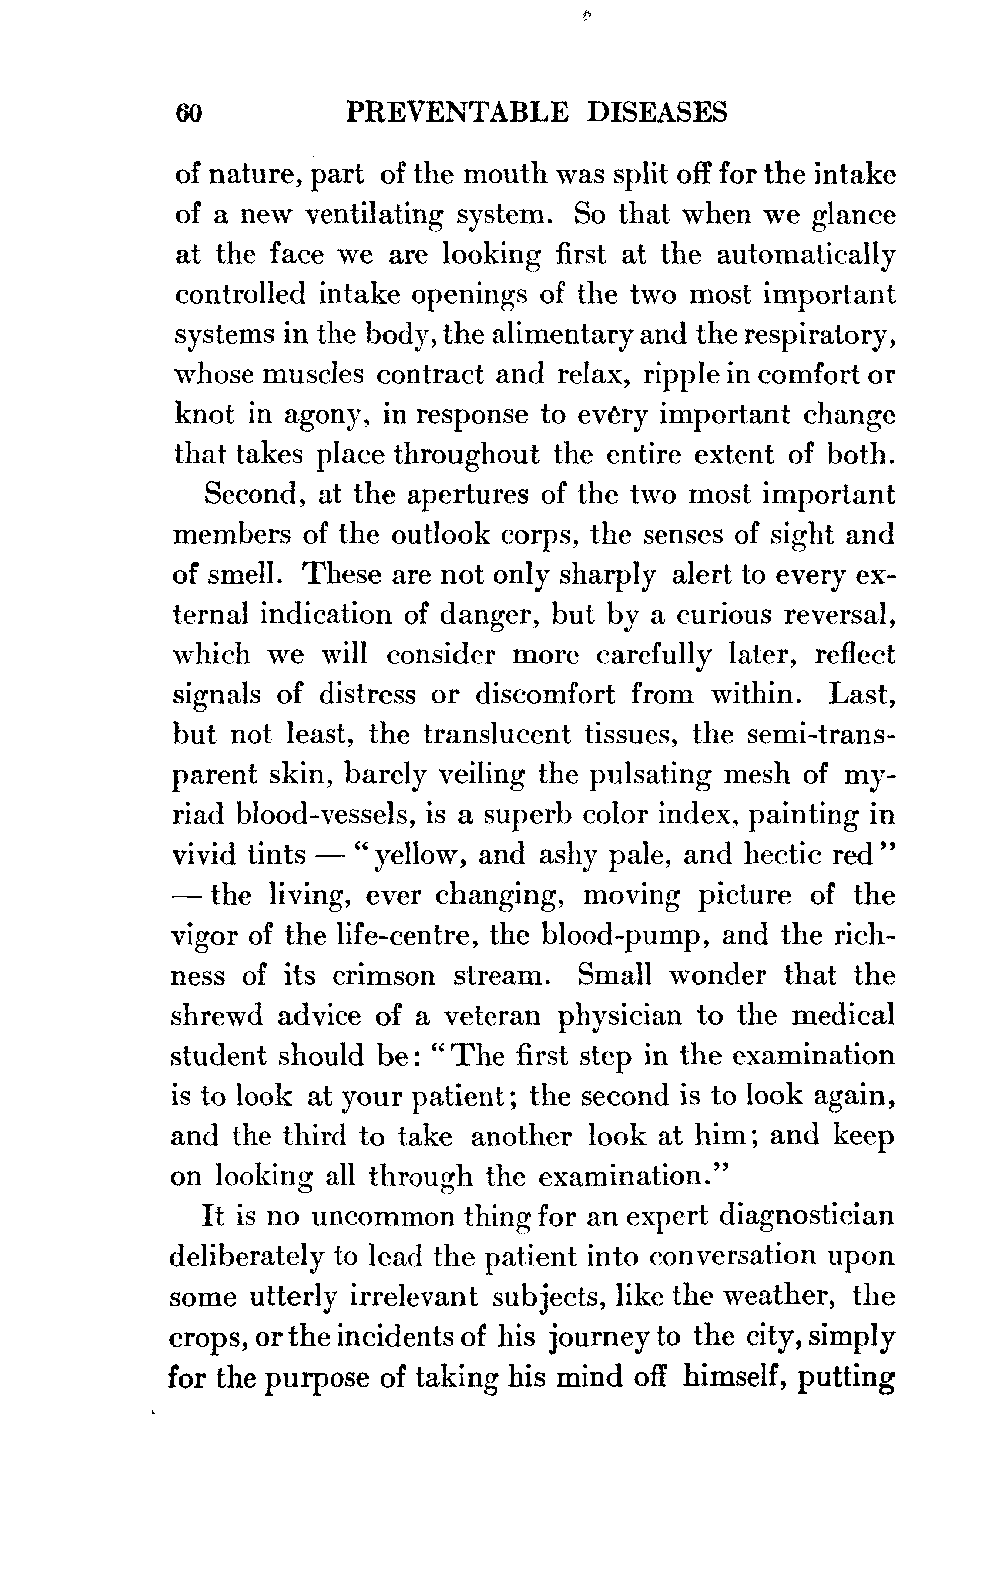 60 PREVENTABLE DISEASES
of nature, part of the mouth was split off for the intake
of a new ventilating system. So that when we glance
at the face we are looking first at the automatically
controlled intake openings of the two most important
systems in the body, the alimentary and the respiratory,
whose muscles contract and relax, ripple in comfort or
knot in agony, in response to every important change
that takes place throughout the entire extent of both.
Second, at the apertures of the two most important
members of the outlook corps, the senses of sight and
of smell. These are not only sharply alert to every ex-
ternal indication of danger, but by a curious reversal,
which we will consider more carefully later, reflect
signals of distress or discomfort from within. Last,
but not least, the translucent tissues, the semi-trans-
parent skin, barely veiling the pulsating mesh of my-
riad blood-vessels, is a superb color index, painting in
vivid tints — "yellow, and ashy pale, and hectic red"
— the living, ever changing, moving picture of the
vigor of the life-centre, the blood-pump, and the rich-
ness of its crimson stream. Small wonder that the
shrewd advice of a veteran physician to the medical
student should be: "The first step in the examination
is to look at your patient; the second is to look again,
and the third to take another look at him; and keep
on looking all through the examination."
It is no uncommon thing for an expert diagnostician
deliberately to lead the patient into conversation upon
some utterly irrelevant subjects, like the weather, the
crops, or the incidents of his journey to the city, simply
for the purpose of taking his mind off himself, putting